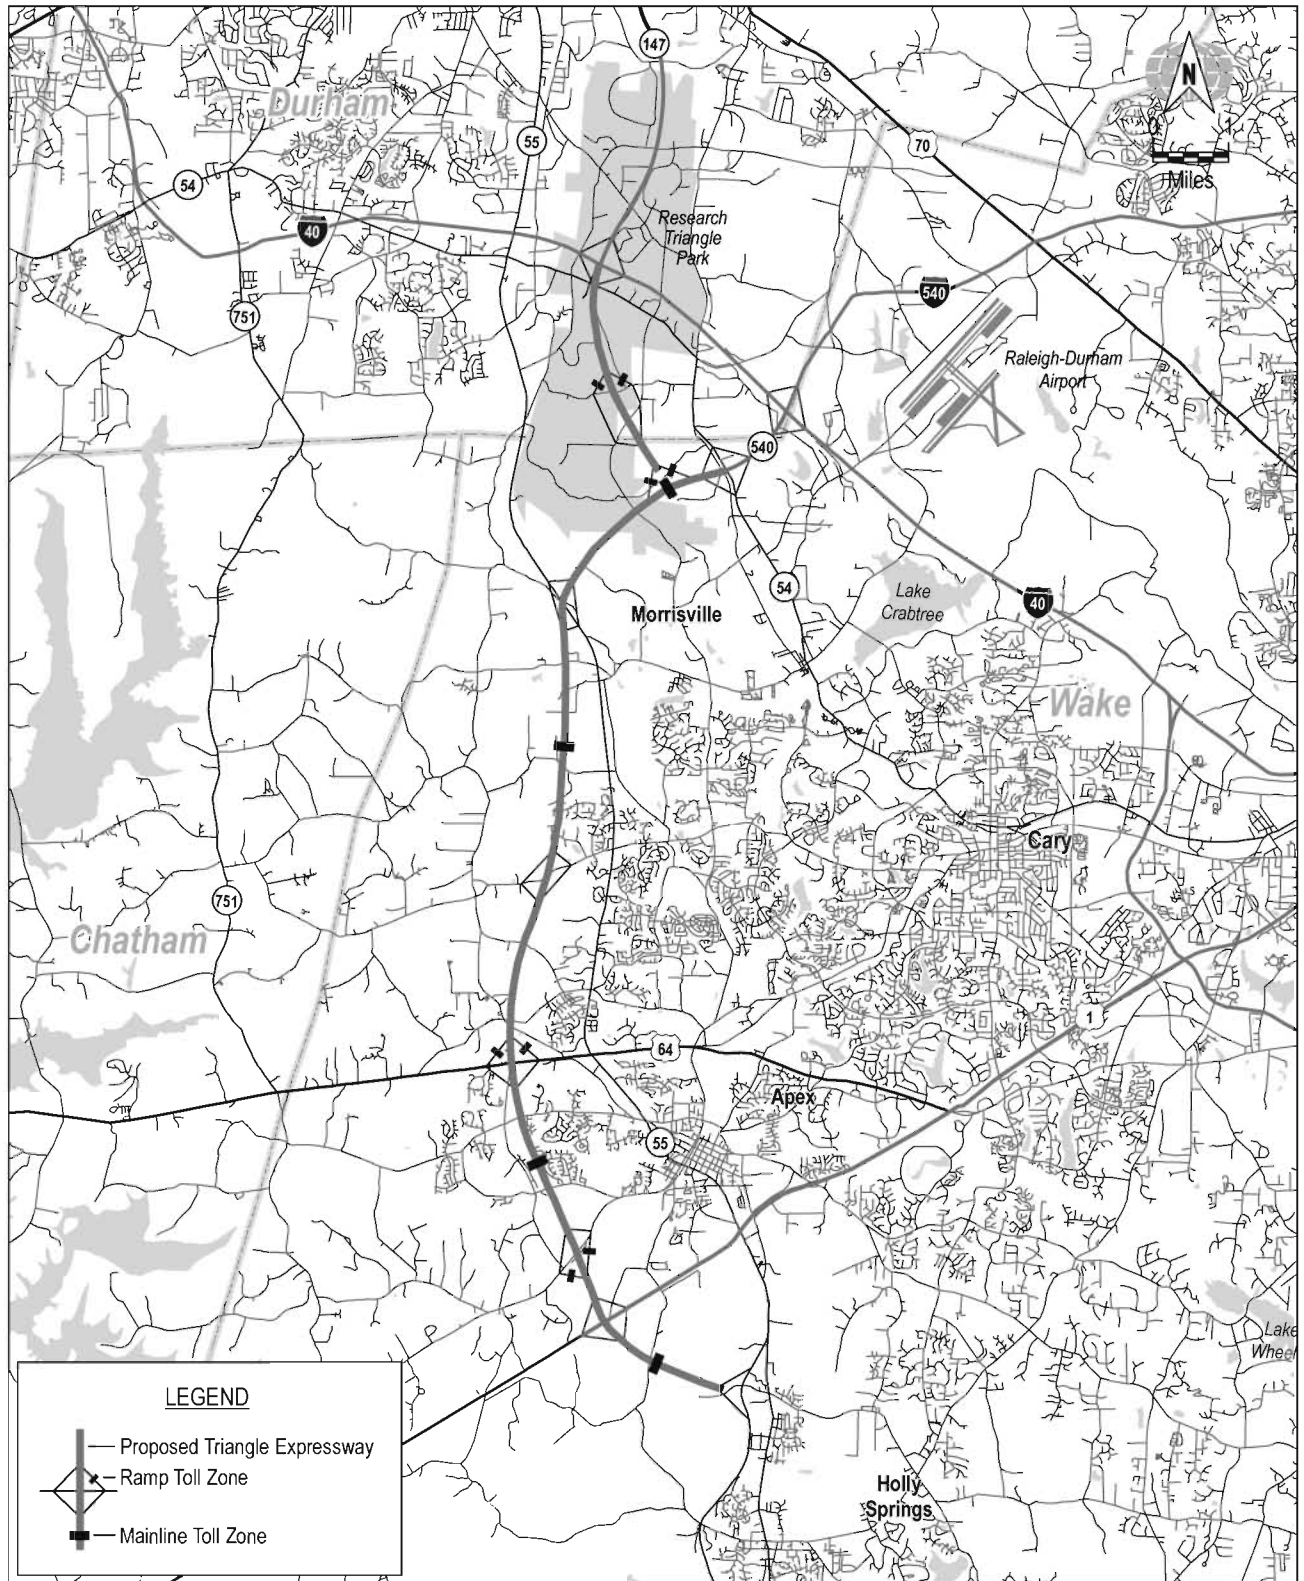 147
N
Durham
55
70
1
Miles
54
Research
Triangle
Park
40
540
751
Raleigh-Durham
Airport
540
54
Lake
Crabtree
40
Morrisville
Wake
Cary
751
Chatham
1
64
Apex
55
Lake
Wheel
LEGEND
Proposed Triangle Expressway
Ramp Toll Zone
Mainline Toll Zone
Holly
Springs